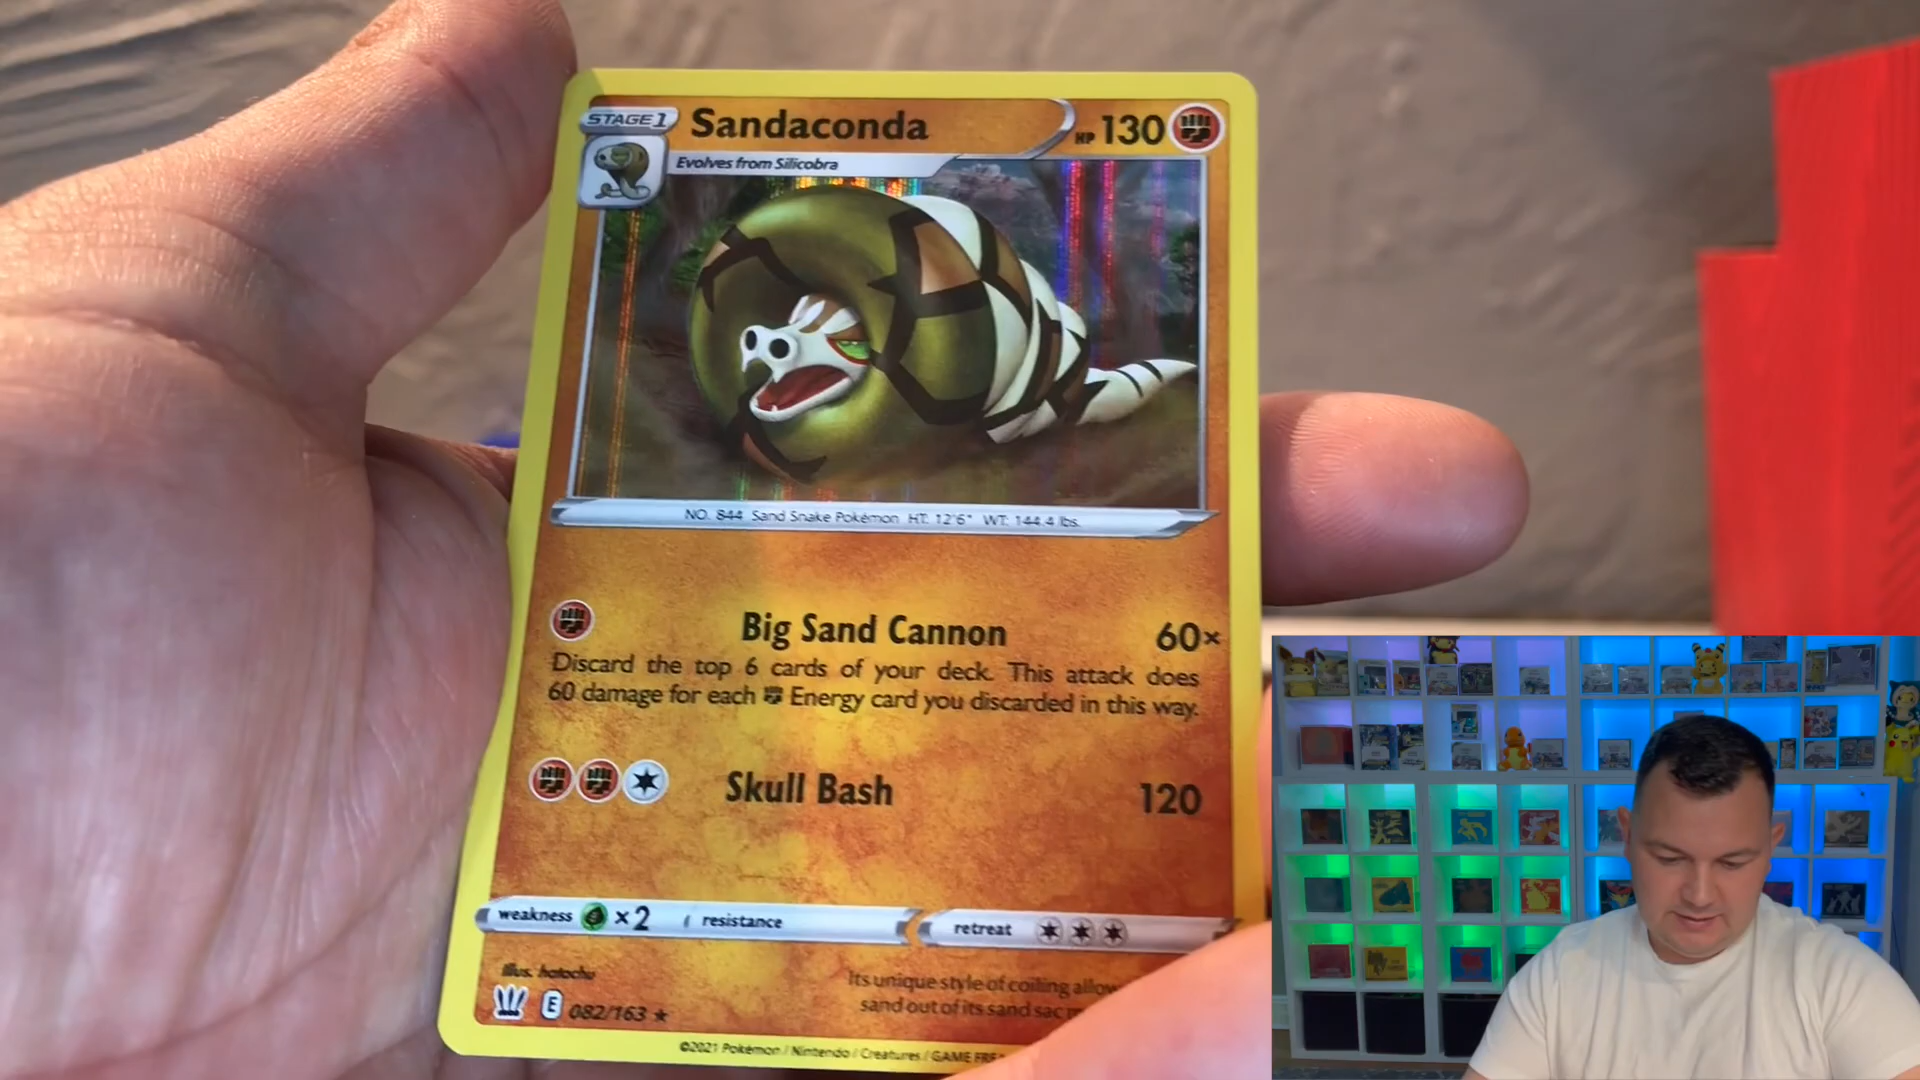 STAGE 1
Sandaconda
HP 130
Evolves from Silicobra
NO. 844 Sand Snake Pokémon HT: 12'6" WT: 144.4 lbs.
Big Sand Cannon 60×
Discard the top 6 cards of your deck. This attack does
60 damage for each Energy card you discarded in this way.
Skull Bash 120
weakness ×2 resistance
retreat
Illus. hatachu
Its unique style of coiling allow
sand out of its sand sac m
E 082/163 ★
©2021 Pokémon / Nintendo / Creatures / GAME FRE